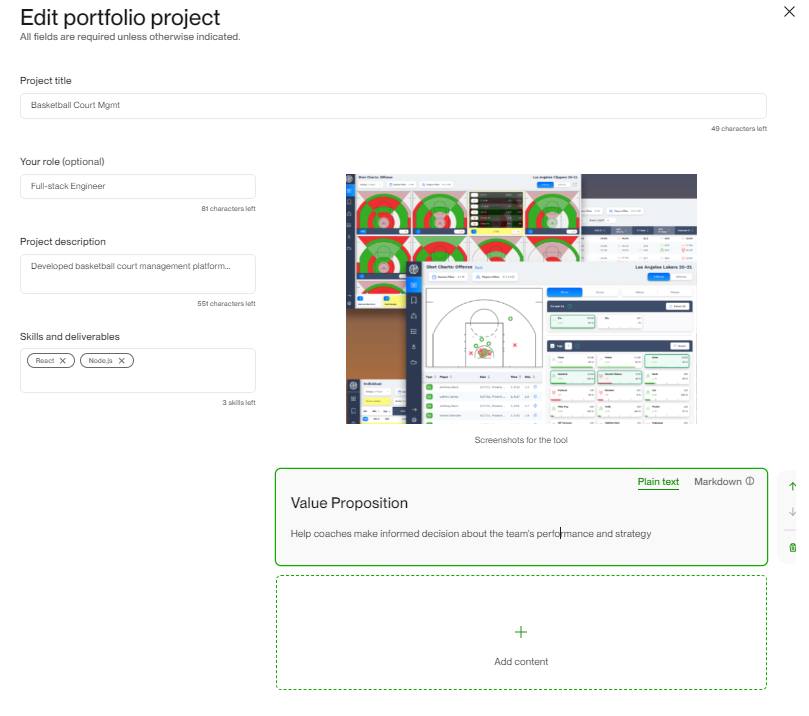 Edit portfolio project
All fields are required unless otherwise indicated.
Project title
Basketball Court Mgmt
49 characters left
Your role (optional)
Full-stack Engineer
81 characters left
Project description
Developed basketball court management platform...
551 characters left
Skills and deliverables
React
Node.js
3 skills left
Shot Charts: Offense
Los Angeles Clippers 20-21
Shot Charts: Offense
Los Angeles Lakers 20-21
Individual
Screenshots for the tool
Plain text
Markdown
Value Proposition
Help coaches make informed decision about the team's performance and strategy
Add content